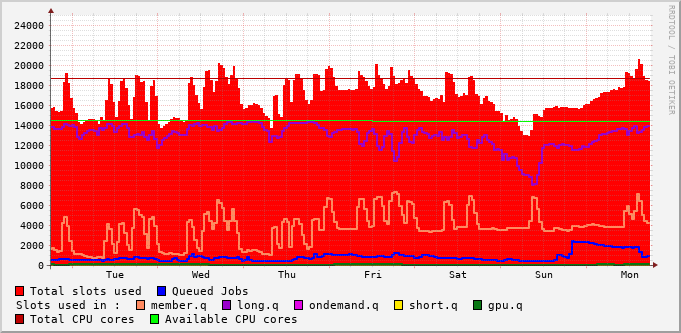 RRDTOOL / TOBI OETIKER
24000
22000
20000
18000
16000
14000
12000
10000
8000
6000
4000
2000
0
Tue Wed Thu Fri Sat Sun Mon
Total slots used Queued Jobs
Slots used in : member.q long.q ondemand.q short.q gpu.q
Total CPU cores Available CPU cores